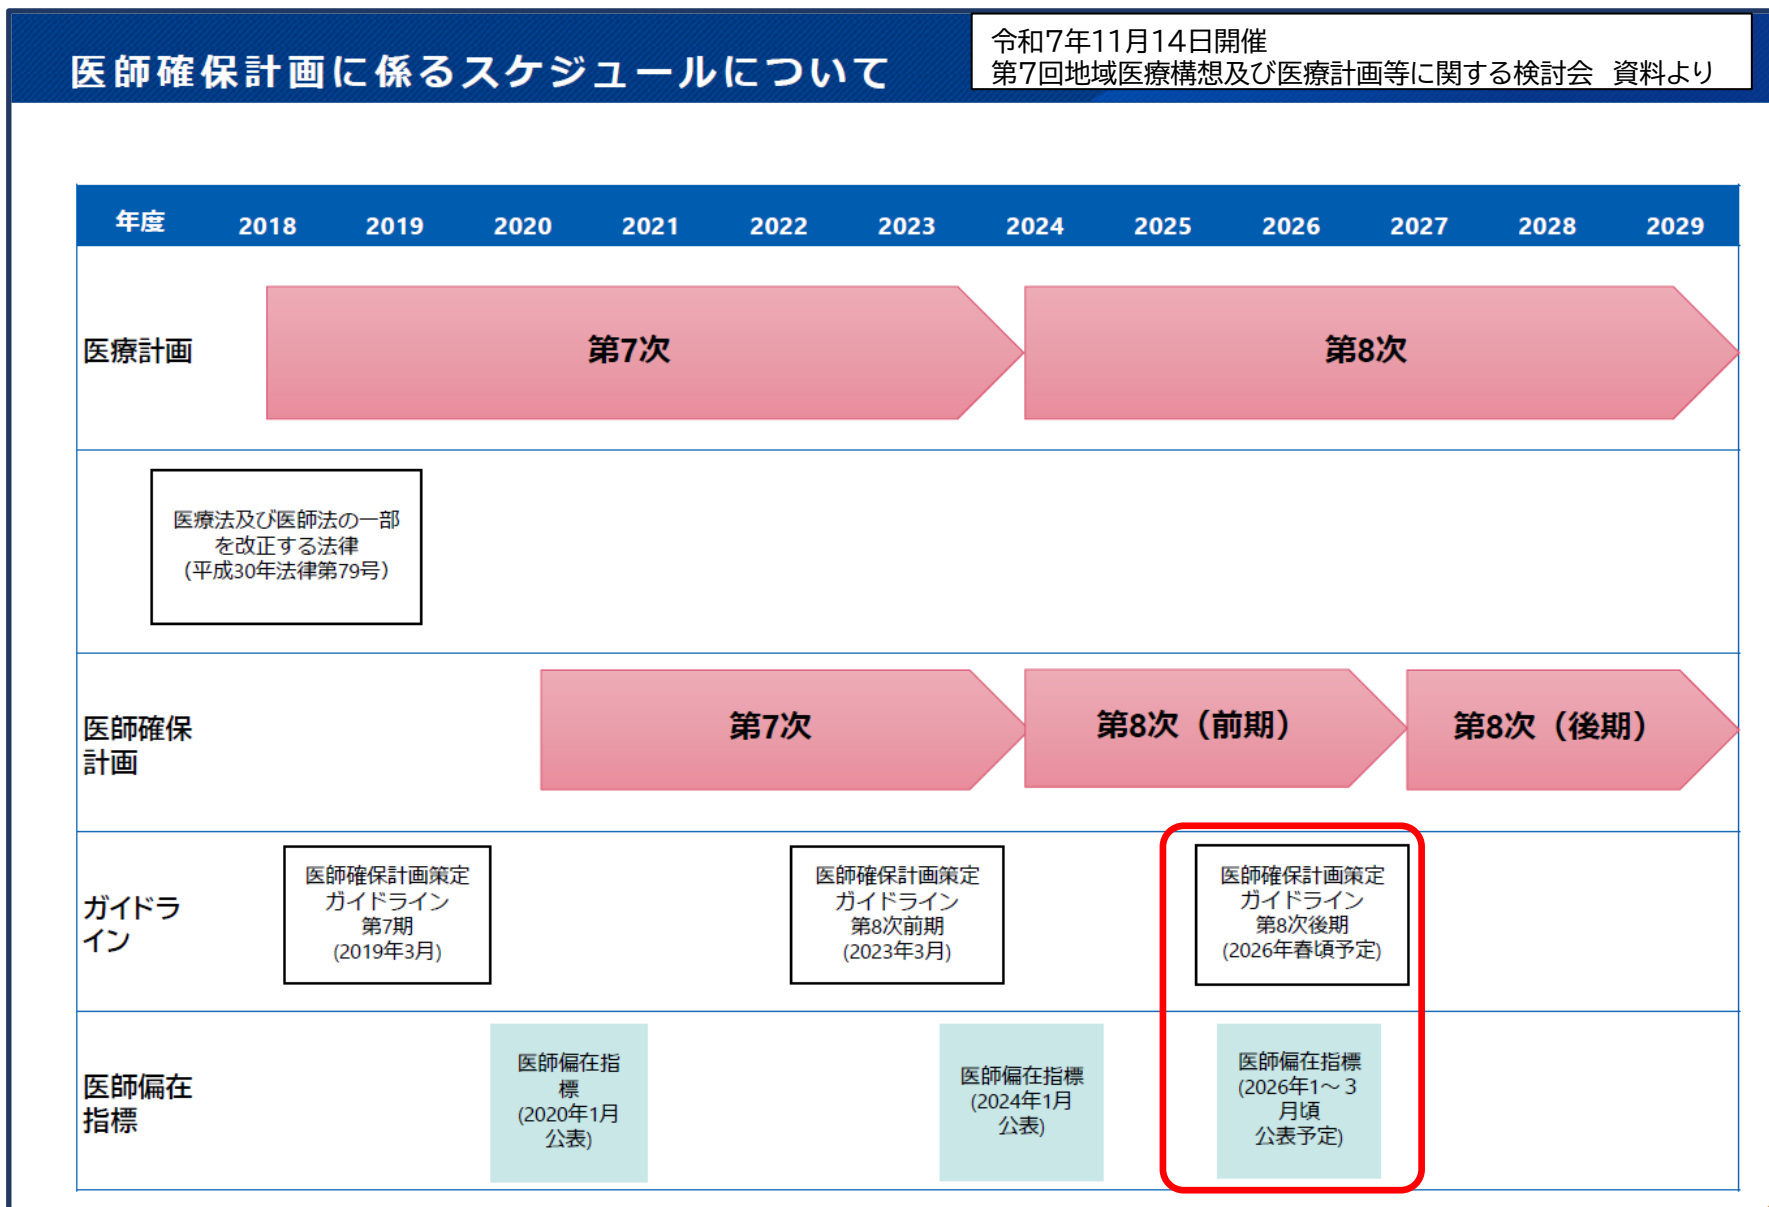 医師確保計画に係るスケジュールについて
令和7年11月14日開催
第7回地域医療構想及び医療計画等に関する検討会　資料より
年度 2018 2019 2020 2021 2022 2023 2024 2025 2026 2027 2028 2029
医療計画
第7次
第8次
医療法及び医師法の一部
を改正する法律
(平成30年法律第79号)
医師確保
計画
第7次
第8次（前期）
第8次（後期）
ガイドラ
イン
医師確保計画策定
ガイドライン
第7期
(2019年3月)
医師確保計画策定
ガイドライン
第8次前期
(2023年3月)
医師確保計画策定
ガイドライン
第8次後期
(2026年春頃予定)
医師偏在
指標
医師偏在指
標
(2020年1月
公表)
医師偏在指標
(2024年1月
公表)
医師偏在指標
(2026年1～3
月頃
公表予定)